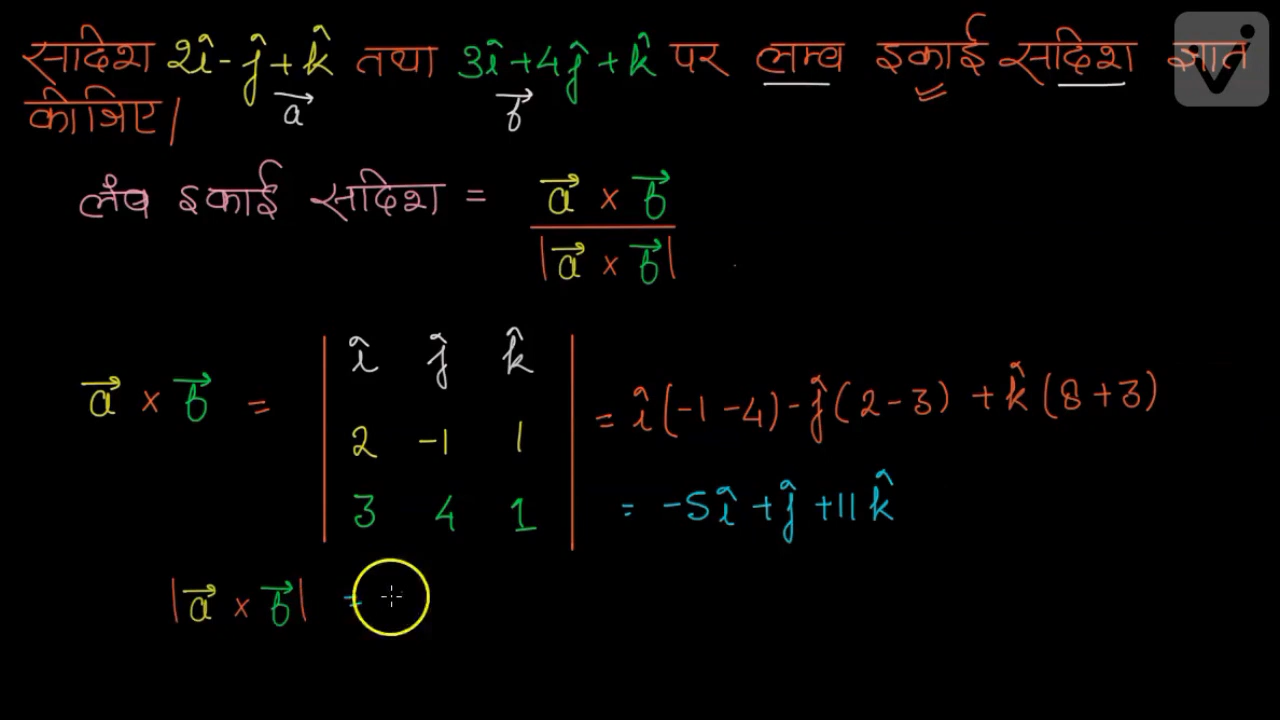 सदिश 2î - ĵ + k̂ तथा 3î + 4ĵ + k̂ पर लम्ब इकाई सदिश ज्ञात
कीजिए।
a⃗ b⃗
लंब इकाई सदिश = a⃗ × b⃗
|a⃗ × b⃗|
î ĵ k̂
a⃗ × b⃗ = 2 -1 1 = î(-1-4) - ĵ(2-3) + k̂(8+3)
3 4 1 = -5î + ĵ + 11k̂
|a⃗ × b⃗| =